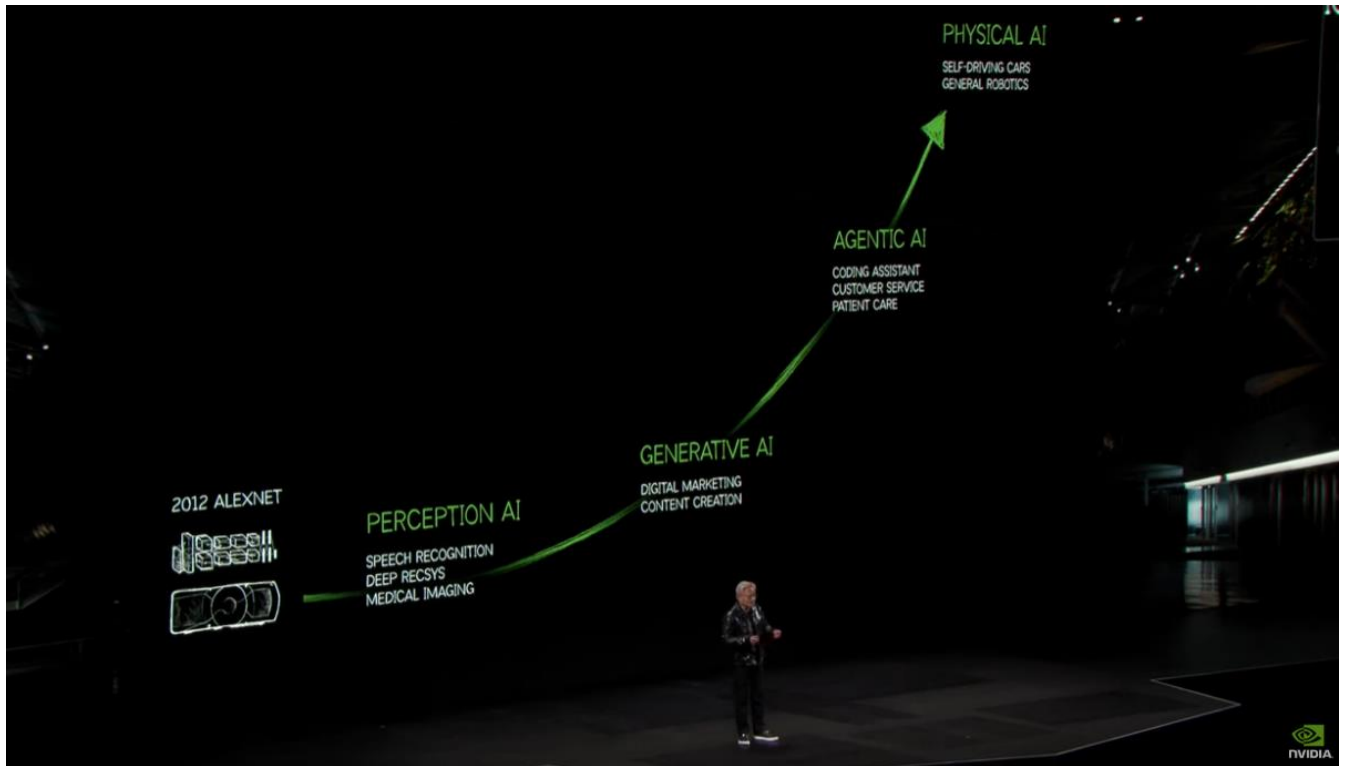 PHYSICAL AI
SELF-DRIVING CARS
GENERAL ROBOTICS
AGENTIC AI
CODING ASSISTANT
CUSTOMER SERVICE
PATIENT CARE
GENERATIVE AI
DIGITAL MARKETING
CONTENT CREATION
2012 ALEXNET
PERCEPTION AI
SPEECH RECOGNITION
DEEP RECSYS
MEDICAL IMAGING
NVIDIA